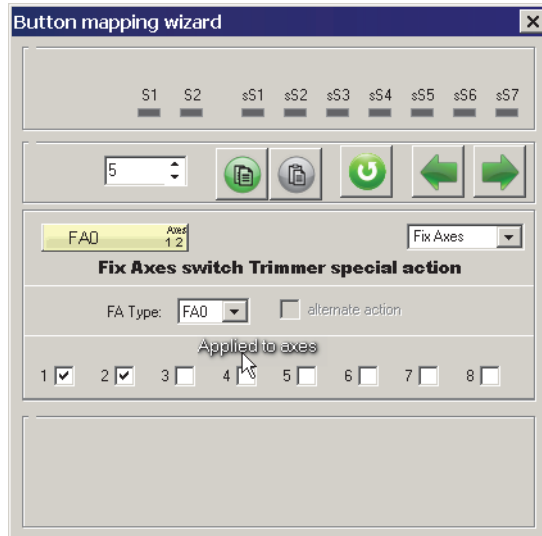 Button mapping wizard
S1 S2 sS1 sS2 sS3 sS4 sS5 sS6 sS7
5
FA0 Axes 1 2
Fix Axes
Fix Axes switch Trimmer special action
FA Type: FA0 alternate action
Applied to axes
1 2 3 4 5 6 7 8